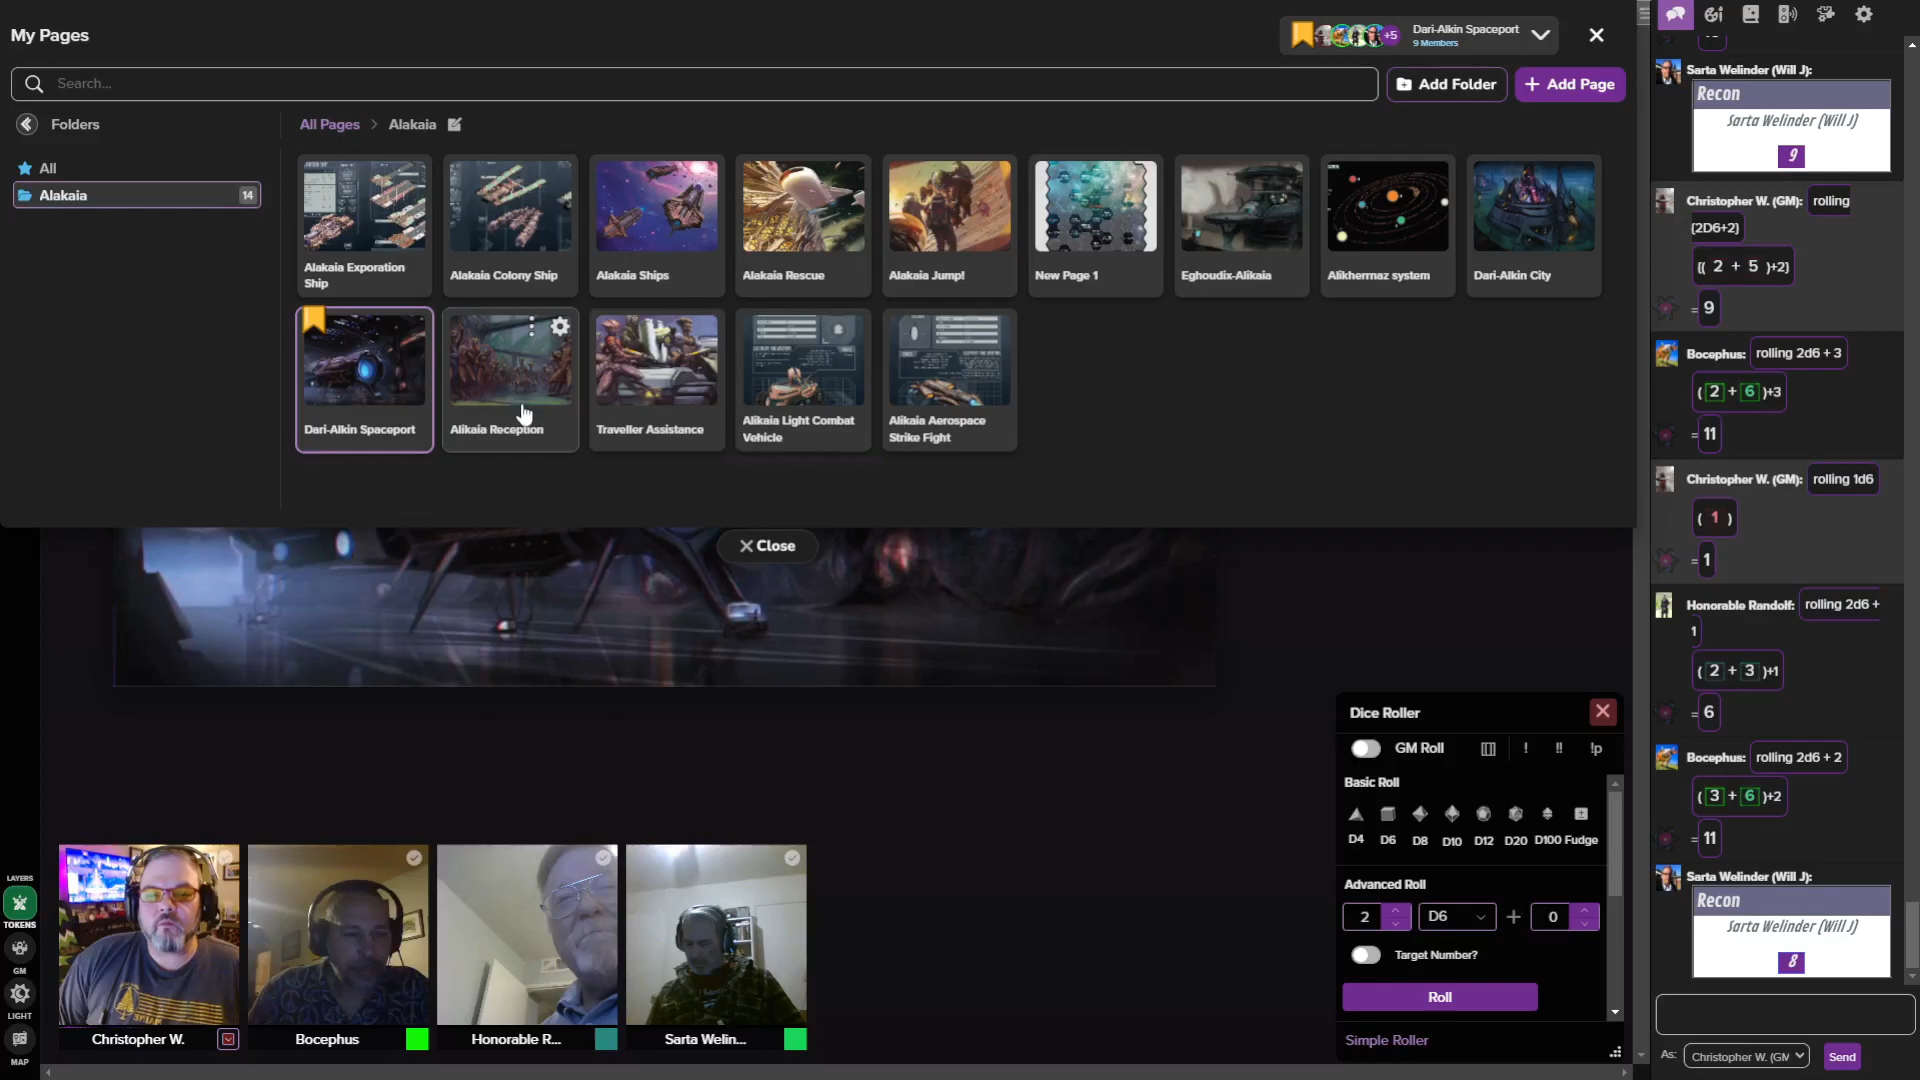 My Pages
+5
Dari-Alkin Spaceport
9 Members
Search...
Add Folder
Add Page
Folders
All Pages > Alakaia
All
Alakaia 14
Alakaia Exporation Ship
Alakaia Colony Ship
Alakaia Ships
Alakaia Rescue
Alakaia Jump!
New Page 1
Eghoudix-Alikaia
Alikherrnaz system
Dari-Alkin City
Dari-Alkin Spaceport
Alikaia Reception
Traveller Assistance
Alikaia Light Combat Vehicle
Alikaia Aerospace Strike Fight
Close
LAYERS
TOKENS
GM
LIGHT
MAP
Christopher W.
Bocephus
Honorable R...
Sarta Welin...
Dice Roller
GM Roll [[]] ! !! !p
Basic Roll
D4 D6 D8 D10 D12 D20 D100 Fudge
Advanced Roll
2 D6 + 0
Target Number?
Roll
Simple Roller
Sarta Welinder (Will J):
Recon
Sarta Welinder (Will J)
9
Christopher W. (GM): rolling
{2D6+2}
(( 2 + 5 )+2)
=9
Bocephus: rolling 2d6 + 3
(2 + 6)+3
=11
Christopher W. (GM): rolling 1d6
(1)
=1
Honorable Randolf: rolling 2d6 +
1
(2 + 3)+1
=6
Bocephus: rolling 2d6 + 2
(3 + 6)+2
=11
Sarta Welinder (Will J):
Recon
Sarta Welinder (Will J)
8
As: Christopher W. (GM
Send